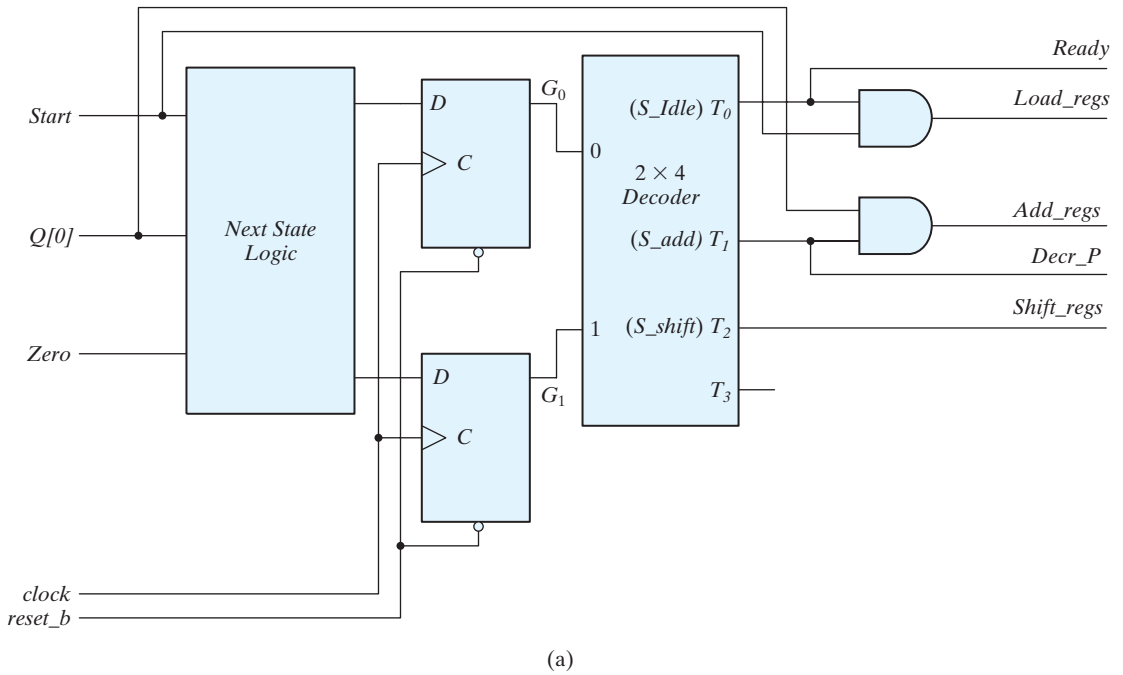 Ready
D
G₀
(S_Idle) T₀
Load_regs
Start
0
C
2 × 4
Decoder
Q[0]
Next State
Logic
(S_add) T₁
Add_regs
Decr_P
Shift_regs
1
(S_shift) T₂
Zero
D
G₁
T₃
C
clock
reset_b
(a)